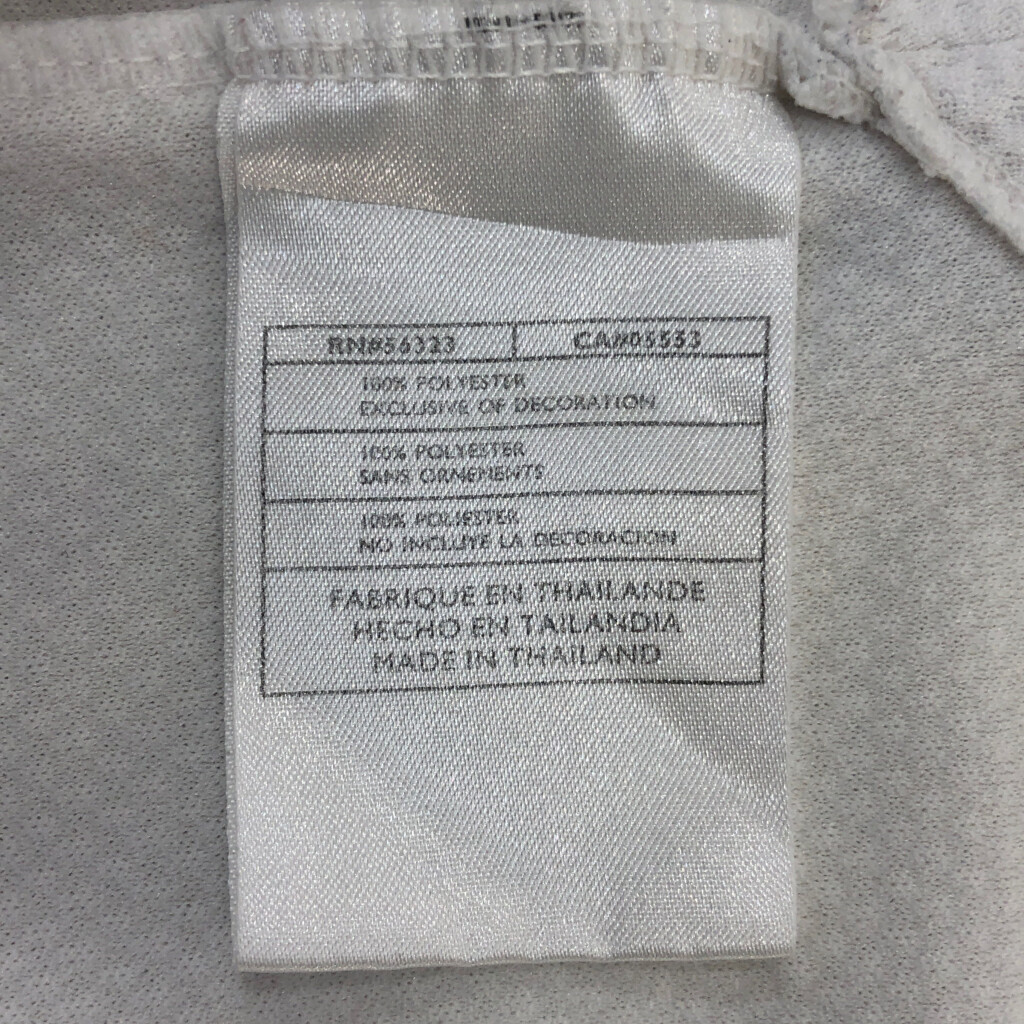 RN#56323 CA#05553
100% POLYESTER
EXCLUSIVE OF DECORATION
100% POLYESTER
SANS ORNEMENTS
100% POLIESTER
NO INCLUYE LA DECORACION
FABRIQUE EN THAILANDE
HECHO EN TAILANDIA
MADE IN THAILAND